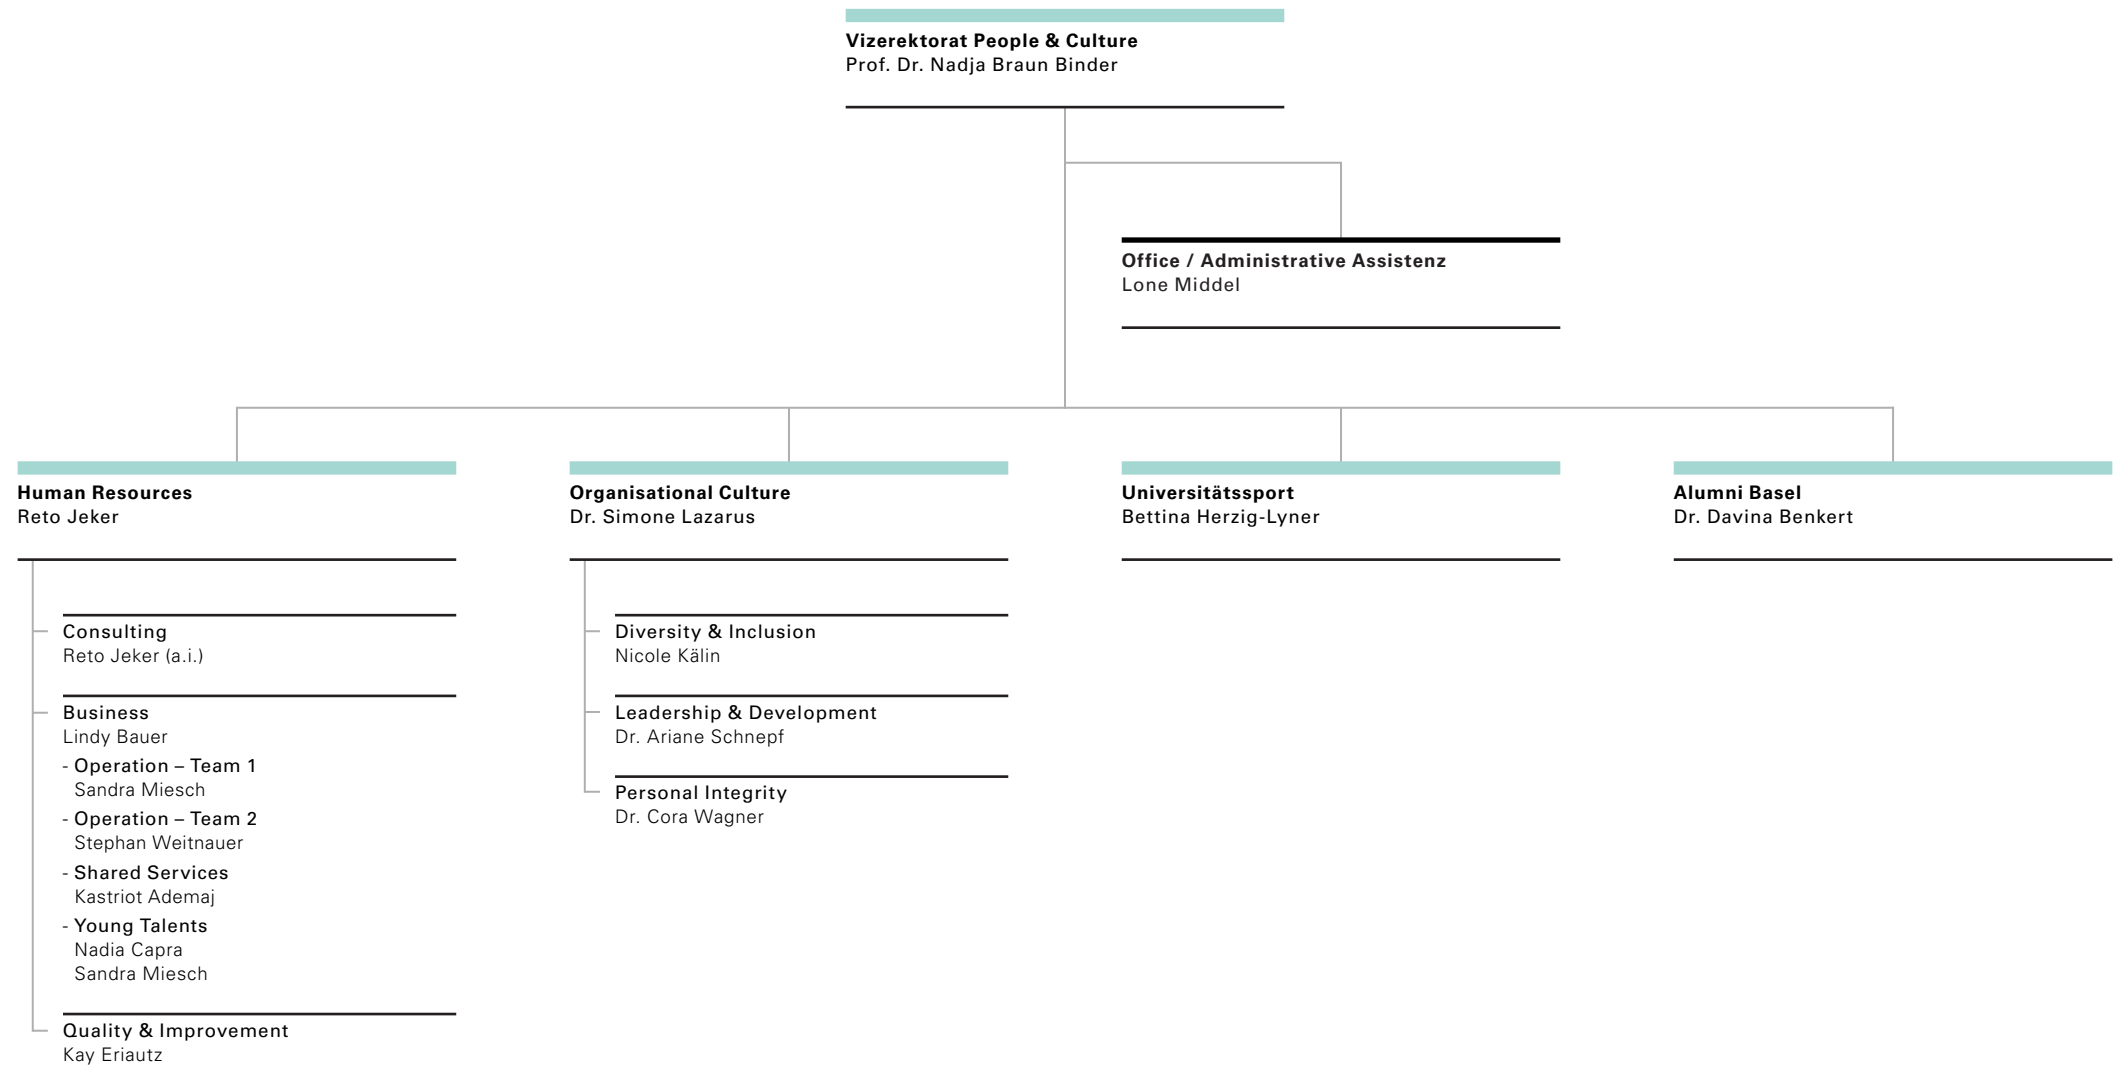 Vizerektorat People & Culture
Prof. Dr. Nadja Braun Binder
Office / Administrative Assistenz
Lone Middel
Human Resources
Reto Jeker
Consulting
Reto Jeker (a.i.)
Business
Lindy Bauer
- Operation – Team 1
Sandra Miesch
- Operation – Team 2
Stephan Weitnauer
- Shared Services
Kastriot Ademaj
- Young Talents
Nadia Capra
Sandra Miesch
Quality & Improvement
Kay Eriautz
Organisational Culture
Dr. Simone Lazarus
Diversity & Inclusion
Nicole Kälin
Leadership & Development
Dr. Ariane Schnepf
Personal Integrity
Dr. Cora Wagner
Universitätssport
Bettina Herzig-Lyner
Alumni Basel
Dr. Davina Benkert